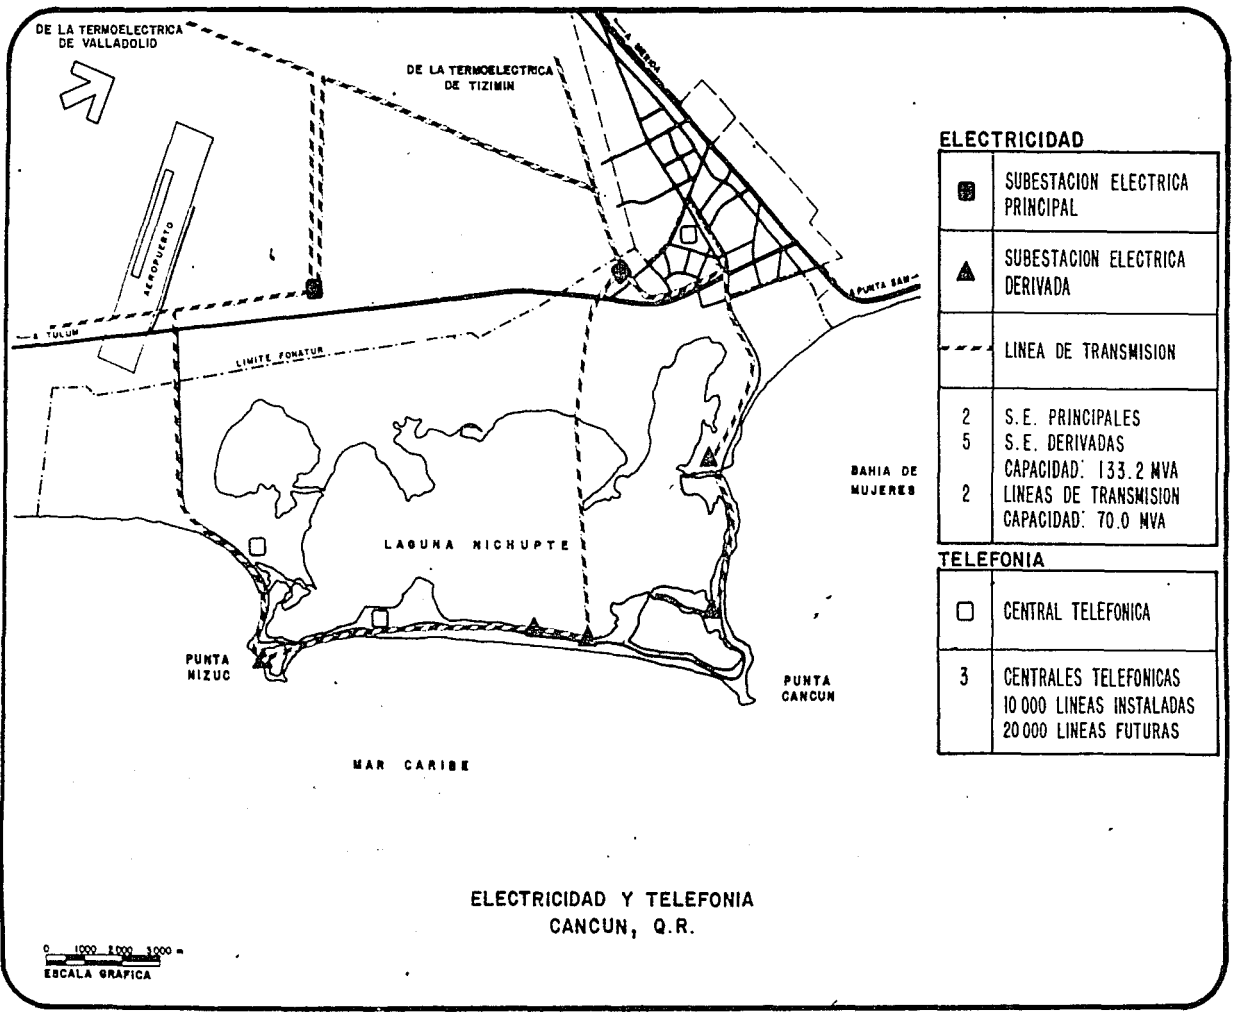 DE LA TERMOELECTRICA
DE VALLADOLID
DE LA TERMOELECTRICA
DE TIZIMIN
A MERIDA
AEROPUERTO
A TULUM
LIMITE FONATUR
A PUNTA SAM
BAHIA DE
MUJERES
LAGUNA NICHUPTE
PUNTA
NIZUC
PUNTA
CANCUN
MAR CARIBE
ELECTRICIDAD
SUBESTACION ELECTRICA
PRINCIPAL
SUBESTACION ELECTRICA
DERIVADA
LINEA DE TRANSMISION
2 S.E. PRINCIPALES
5 S.E. DERIVADAS
CAPACIDAD: 133.2 MVA
2 LINEAS DE TRANSMISION
CAPACIDAD: 70.0 MVA
TELEFONIA
CENTRAL TELEFONICA
3 CENTRALES TELEFONICAS
10 000 LINEAS INSTALADAS
20 000 LINEAS FUTURAS
ELECTRICIDAD Y TELEFONIA
CANCUN, Q.R.
0 1000 2000 3000 m
ESCALA GRAFICA